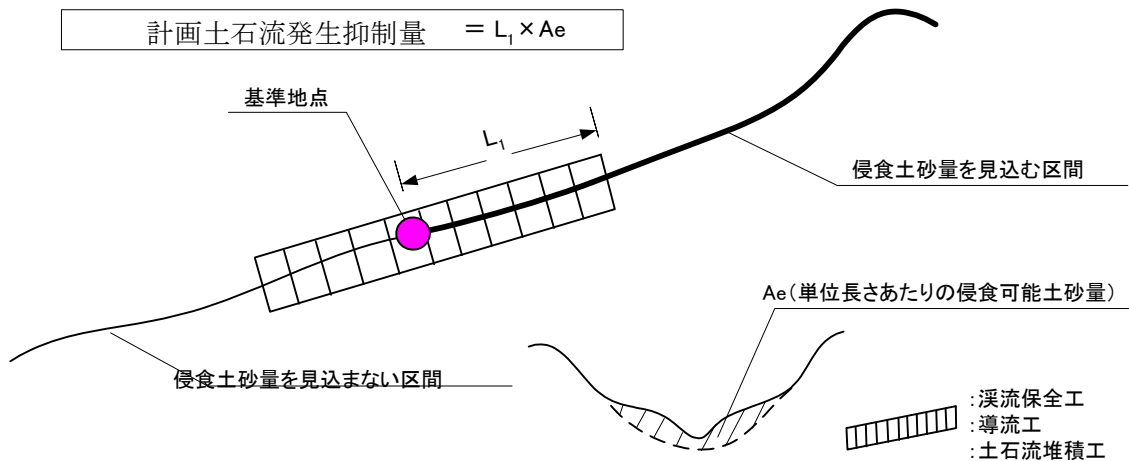 計画土石流発生抑制量 = L₁×Ae
基準地点
L₁
侵食土砂量を見込む区間
Ae(単位長さあたりの侵食可能土砂量)
侵食土砂量を見込まない区間
:渓流保全工
:導流工
:土石流堆積工